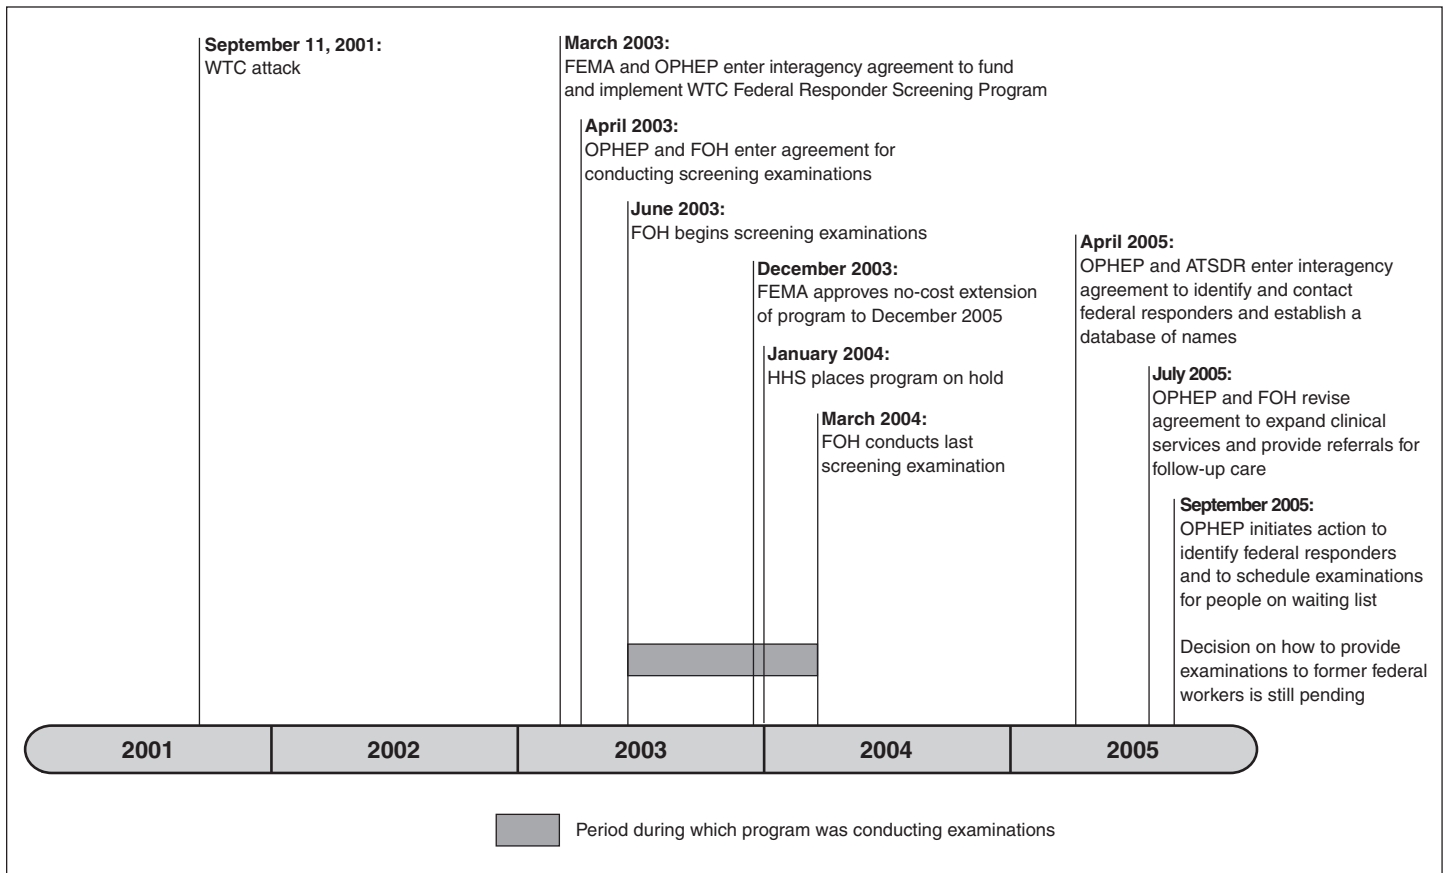 September 11, 2001:
WTC attack
March 2003:
FEMA and OPHEP enter interagency agreement to fund
and implement WTC Federal Responder Screening Program
April 2003:
OPHEP and FOH enter agreement for
conducting screening examinations
June 2003:
FOH begins screening examinations
December 2003:
FEMA approves no-cost extension
of program to December 2005
January 2004:
HHS places program on hold
March 2004:
FOH conducts last
screening examination
April 2005:
OPHEP and ATSDR enter interagency
agreement to identify and contact
federal responders and establish a
database of names
July 2005:
OPHEP and FOH revise
agreement to expand clinical
services and provide referrals for
follow-up care
September 2005:
OPHEP initiates action to
identify federal responders
and to schedule examinations
for people on waiting list
Decision on how to provide
examinations to former federal
workers is still pending
2001
2002
2003
2004
2005
Period during which program was conducting examinations